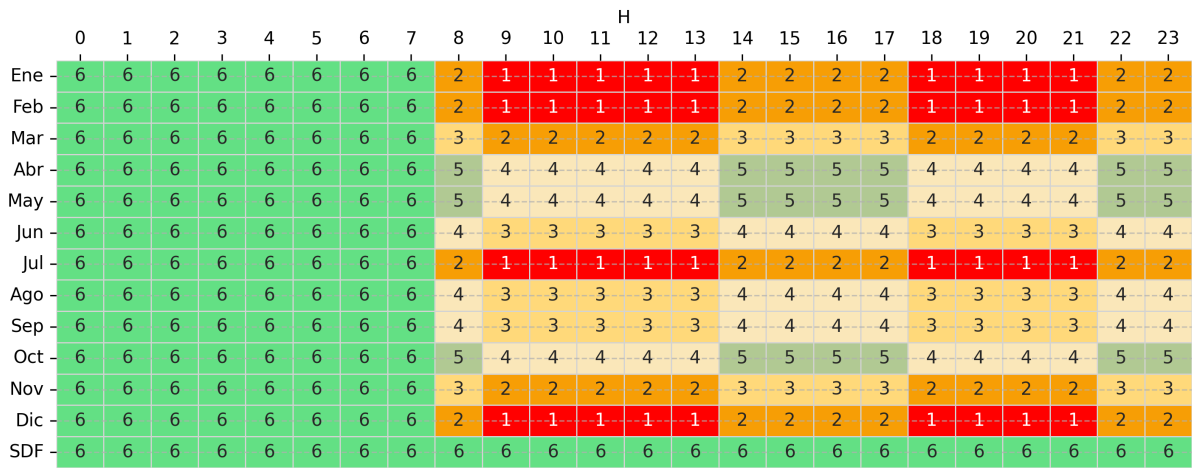 H
0 1 2 3 4 5 6 7 8 9 10 11 12 13 14 15 16 17 18 19 20 21 22 23
Ene 6 6 6 6 6 6 6 6 2 1 1 1 1 1 2 2 2 2 1 1 1 1 2 2
Feb 6 6 6 6 6 6 6 6 2 1 1 1 1 1 2 2 2 2 1 1 1 1 2 2
Mar 6 6 6 6 6 6 6 6 3 2 2 2 2 2 3 3 3 3 2 2 2 2 3 3
Abr 6 6 6 6 6 6 6 6 5 4 4 4 4 4 5 5 5 5 4 4 4 4 5 5
May 6 6 6 6 6 6 6 6 5 4 4 4 4 4 5 5 5 5 4 4 4 4 5 5
Jun 6 6 6 6 6 6 6 6 4 3 3 3 3 3 4 4 4 4 3 3 3 3 4 4
Jul 6 6 6 6 6 6 6 6 2 1 1 1 1 1 2 2 2 2 1 1 1 1 2 2
Ago 6 6 6 6 6 6 6 6 4 3 3 3 3 3 4 4 4 4 3 3 3 3 4 4
Sep 6 6 6 6 6 6 6 6 4 3 3 3 3 3 4 4 4 4 3 3 3 3 4 4
Oct 6 6 6 6 6 6 6 6 5 4 4 4 4 4 5 5 5 5 4 4 4 4 5 5
Nov 6 6 6 6 6 6 6 6 3 2 2 2 2 2 3 3 3 3 2 2 2 2 3 3
Dic 6 6 6 6 6 6 6 6 2 1 1 1 1 1 2 2 2 2 1 1 1 1 2 2
SDF 6 6 6 6 6 6 6 6 6 6 6 6 6 6 6 6 6 6 6 6 6 6 6 6